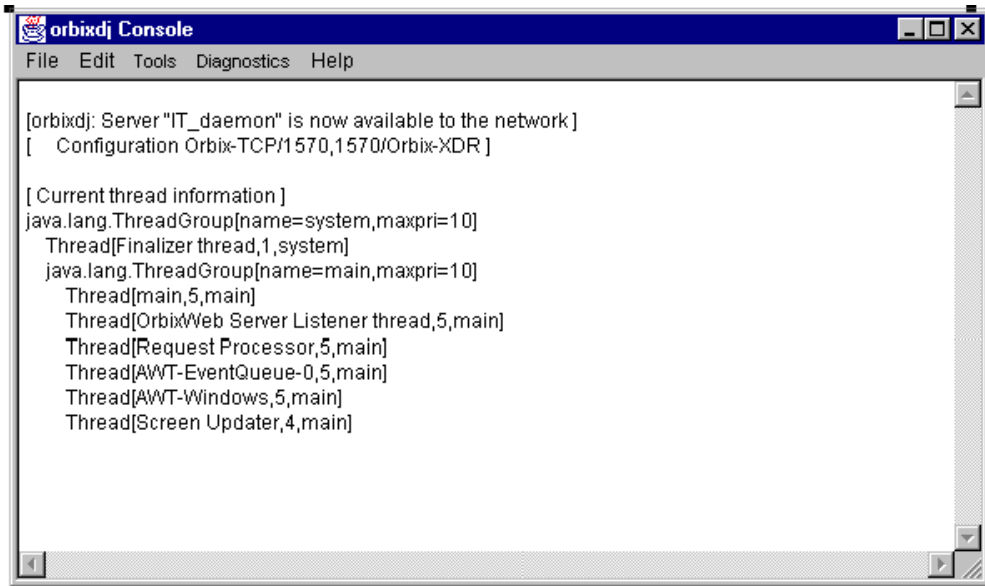 orbixdj Console
File Edit Tools Diagnostics Help
[orbixdj: Server "IT_daemon" is now available to the network ]
[ Configuration Orbix-TCP/1570,1570/Orbix-XDR ]
[ Current thread information ]
java.lang.ThreadGroup[name=system,maxpri=10]
Thread[Finalizer thread,1,system]
java.lang.ThreadGroup[name=main,maxpri=10]
Thread[main,5,main]
Thread[OrbixWeb Server Listener thread,5,main]
Thread[Request Processor,5,main]
Thread[AWT-EventQueue-0,5,main]
Thread[AWT-Windows,5,main]
Thread[Screen Updater,4,main]